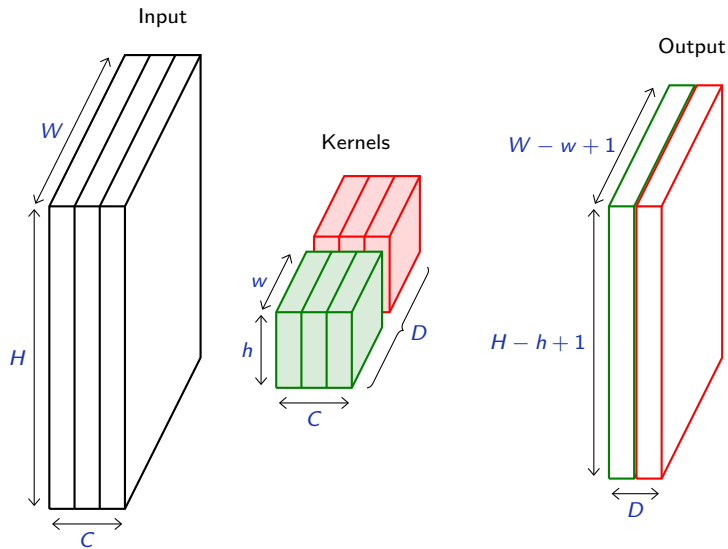 Input
W
H
C
Kernels
w
h
C
D
Output
W − w + 1
H − h + 1
D